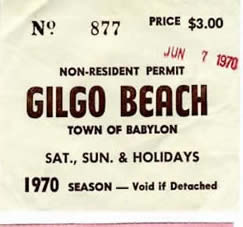 Nº. 877 PRICE $3.00
JUN 7 1970
NON-RESIDENT PERMIT
GILGO BEACH
TOWN OF BABYLON
SAT., SUN. & HOLIDAYS
1970 SEASON — Void if Detached